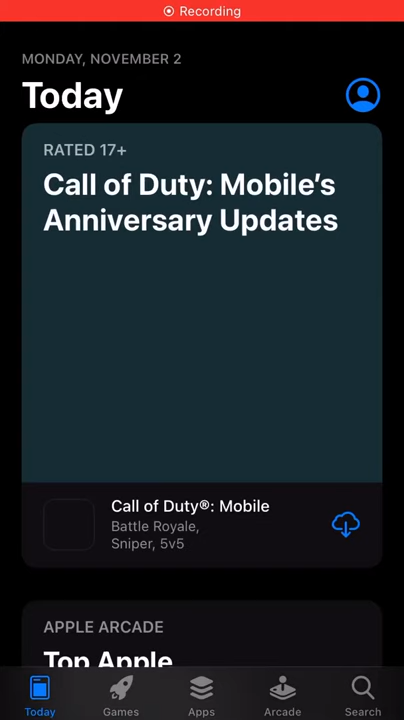 Recording
MONDAY, NOVEMBER 2
Today
RATED 17+
Call of Duty: Mobile's
Anniversary Updates
Call of Duty®: Mobile
Battle Royale,
Sniper, 5v5
APPLE ARCADE
Top Apple
Today
Games
Apps
Arcade
Search